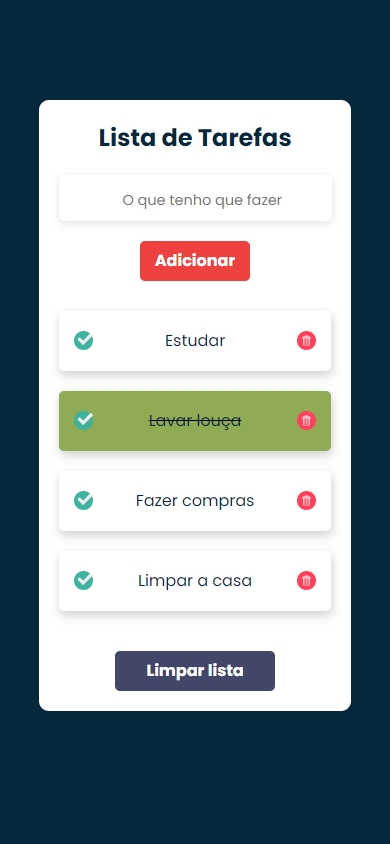 Lista de Tarefas
O que tenho que fazer
Adicionar
Estudar
Lavar louça
Fazer compras
Limpar a casa
Limpar lista